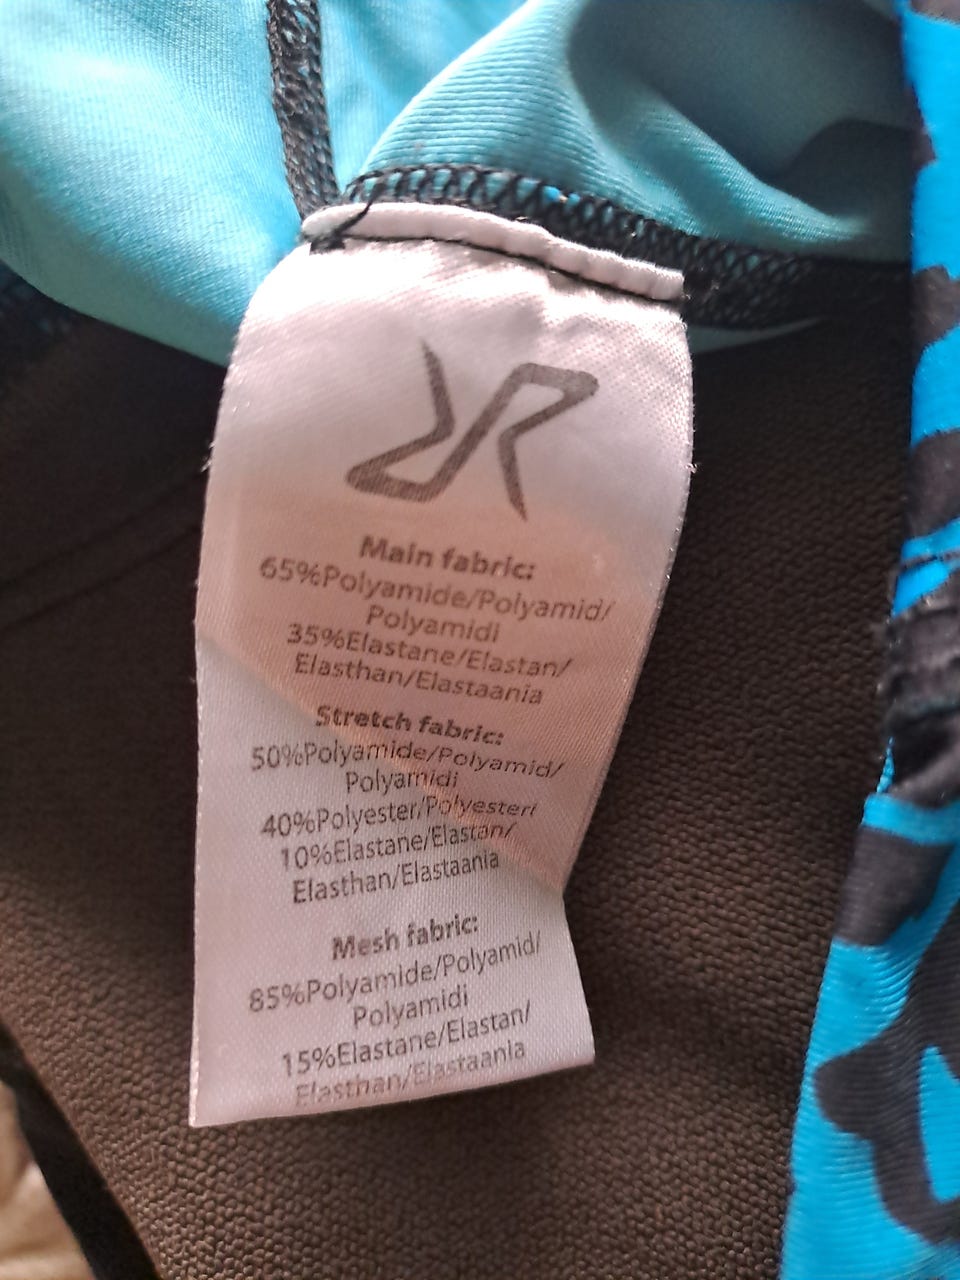 Main fabric:
65%Polyamide/Polyamid/
Polyamidi
35%Elastane/Elastan/
Elasthan/Elastaania
Stretch fabric:
50%Polyamide/Polyamid/
Polyamidi
40%Polyester/Polyesteri
10%Elastane/Elastan/
Elasthan/Elastaania
Mesh fabric:
85%Polyamide/Polyamid/
Polyamidi
15%Elastane/Elastan/
Elasthan/Elastaania